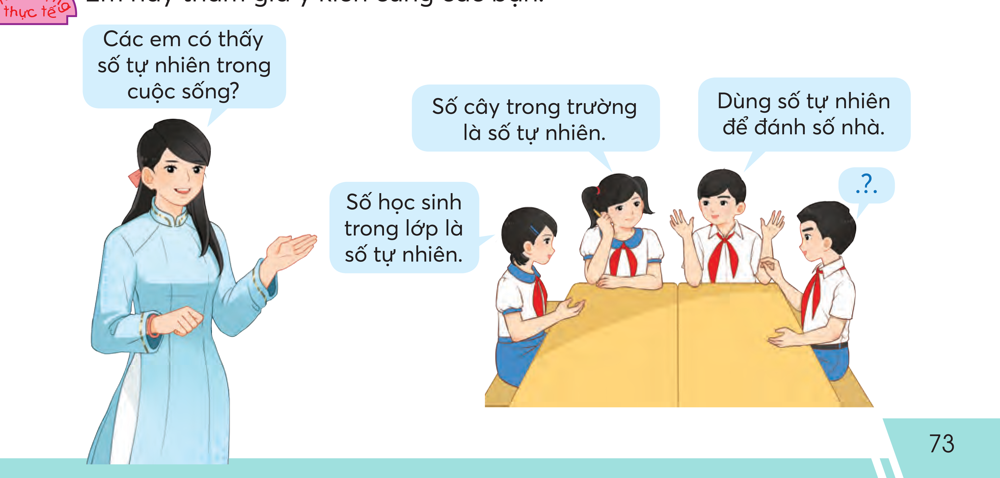 thực tế
Em hãy tham gia ý kiến cùng các bạn.
Các em có thấy
số tự nhiên trong
cuộc sống?
Số cây trong trường
là số tự nhiên.
Dùng số tự nhiên
để đánh số nhà.
.?.
Số học sinh
trong lớp là
số tự nhiên.
73